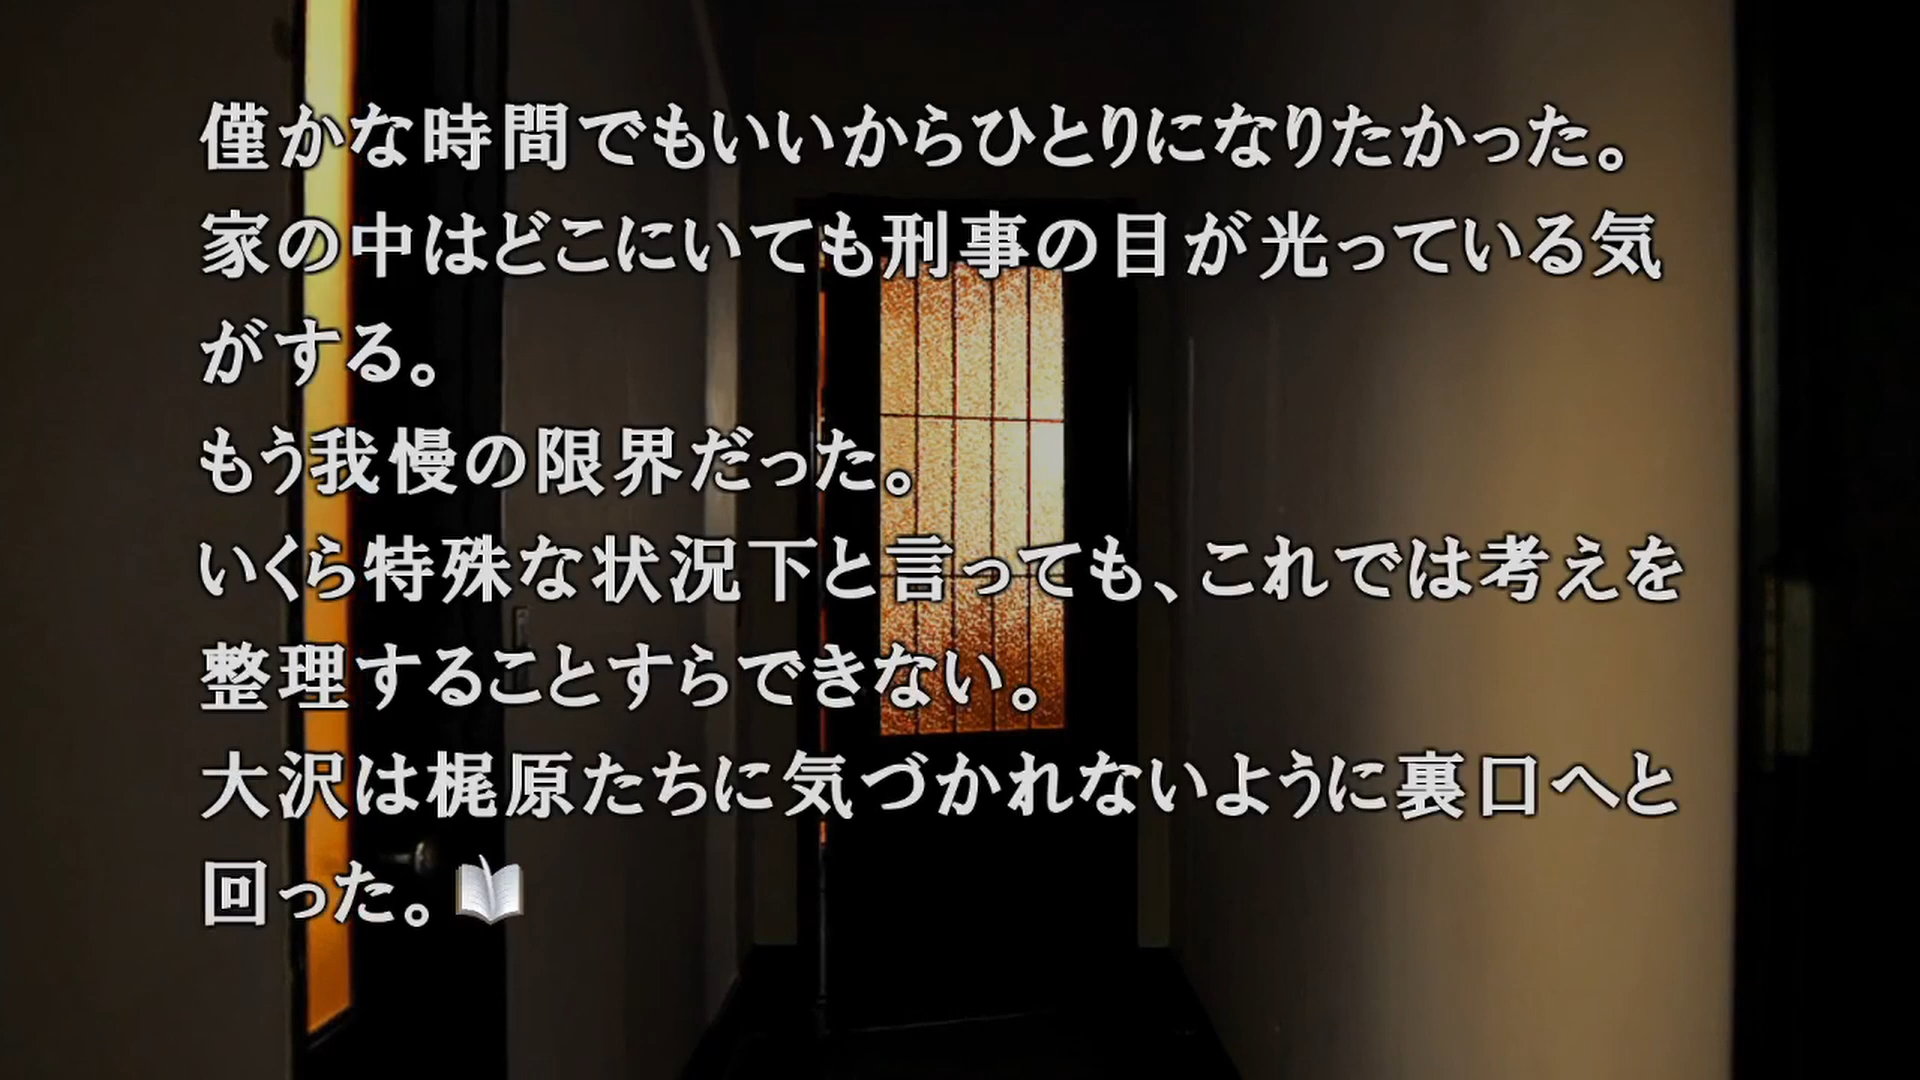 僅かな時間でもいいからひとりになりたかった。
家の中はどこにいても刑事の目が光っている気
がする。
もう我慢の限界だった。
いくら特殊な状況下と言っても、これでは考えを
整理することすらできない。
大沢は梶原たちに気づかれないように裏口へと
回った。